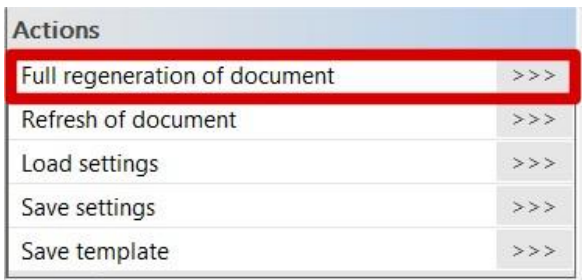 Actions
Full regeneration of document >>>
Refresh of document >>>
Load settings >>>
Save settings >>>
Save template >>>